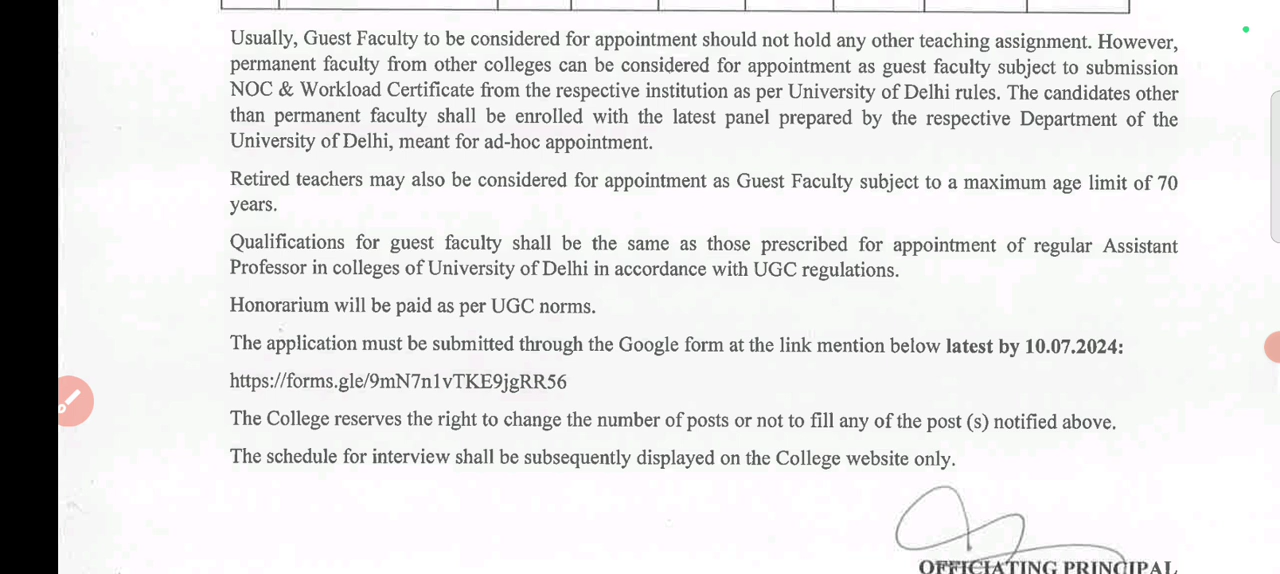 Usually, Guest Faculty to be considered for appointment should not hold any other teaching assignment. However,
permanent faculty from other colleges can be considered for appointment as guest faculty subject to submission
NOC & Workload Certificate from the respective institution as per University of Delhi rules. The candidates other
than permanent faculty shall be enrolled with the latest panel prepared by the respective Department of the
University of Delhi, meant for ad-hoc appointment.
Retired teachers may also be considered for appointment as Guest Faculty subject to a maximum age limit of 70
years.
Qualifications for guest faculty shall be the same as those prescribed for appointment of regular Assistant
Professor in colleges of University of Delhi in accordance with UGC regulations.
Honorarium will be paid as per UGC norms.
The application must be submitted through the Google form at the link mention below latest by 10.07.2024:
https://forms.gle/9mN7n1vTKE9jgRR56
The College reserves the right to change the number of posts or not to fill any of the post (s) notified above.
The schedule for interview shall be subsequently displayed on the College website only.
OFFICIATING PRINCIPAL